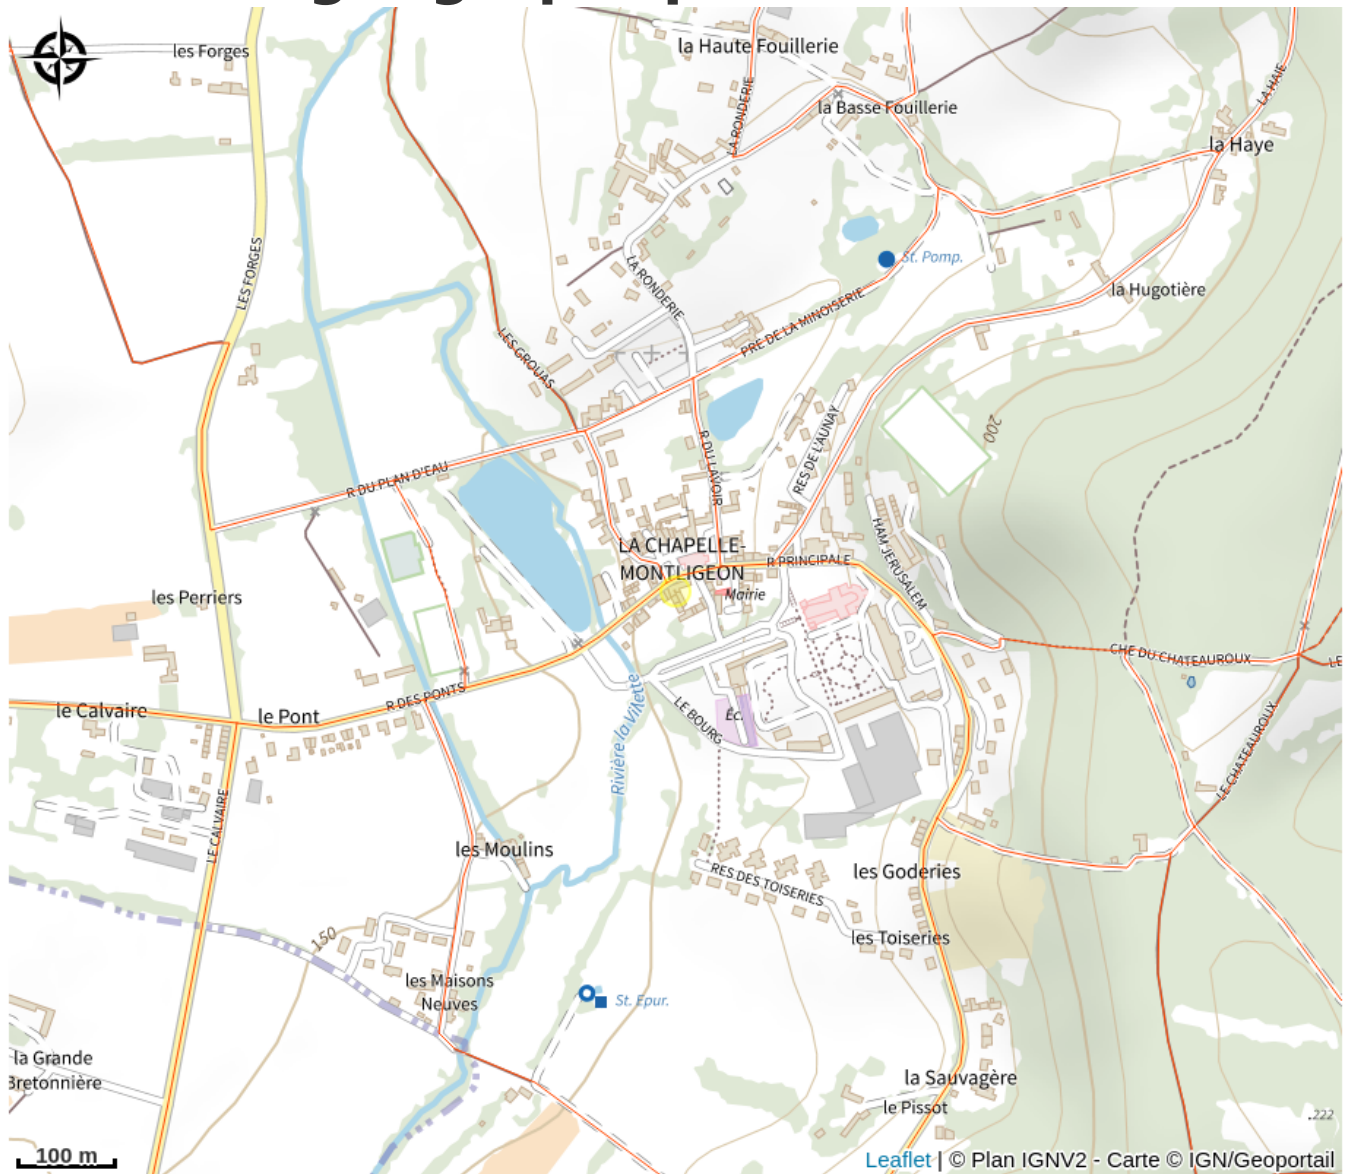 les Forges
la Haute Fouillerie
LA HAIE
LA RONDERIE
la Basse Fouillerie
la Haye
LES FORGES
St. Pomp.
LA RONDERIE
la Hugotière
PRE DE LA MINOISERIE
LES GROUAS
200
RES DE L'AUNAY
R DU LAVOIR
R DU PLAN D'EAU
HAM JERUSALEM
LA CHAPELLE-
MONTLIGEON
R PRINCIPALE
Mairie
les Perriers
CHE DU CHATEAUROUX
LE
R DES PONTS
le Calvaire
le Pont
LE BOURG
Éc.
Rivière la Villette
LE CHATEAUROUX
LE CALVAIRE
les Moulins
RES DES TOISERIES
les Goderies
150
les Toiseries
les Maisons
Neuves
St. Epur.
la Grande
Bretonnière
la Sauvagère
le Pissot
.222
100 m
Leaflet | © Plan IGNV2 - Carte © IGN/Geoportail